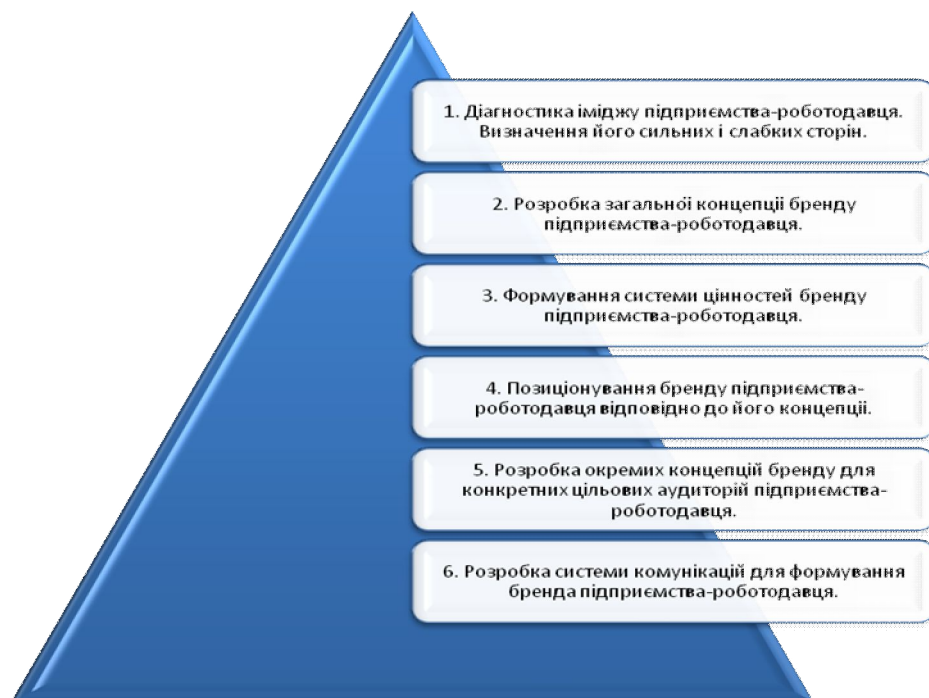 1. Діагностика іміджу підприємства-роботодавця.
Визначення його сильних і слабких сторін.
2. Розробка загальної концепції бренду
підприємства-роботодавця.
3. Формування системи цінностей бренду
підприємства-роботодавця.
4. Позиціонування бренду підприємства-
роботодавця відповідно до його концепції.
5. Розробка окремих концепцій бренду для
конкретних цільових аудиторій підприємства-
роботодавця.
6. Розробка системи комунікацій для формування
бренда підприємства-роботодавця.